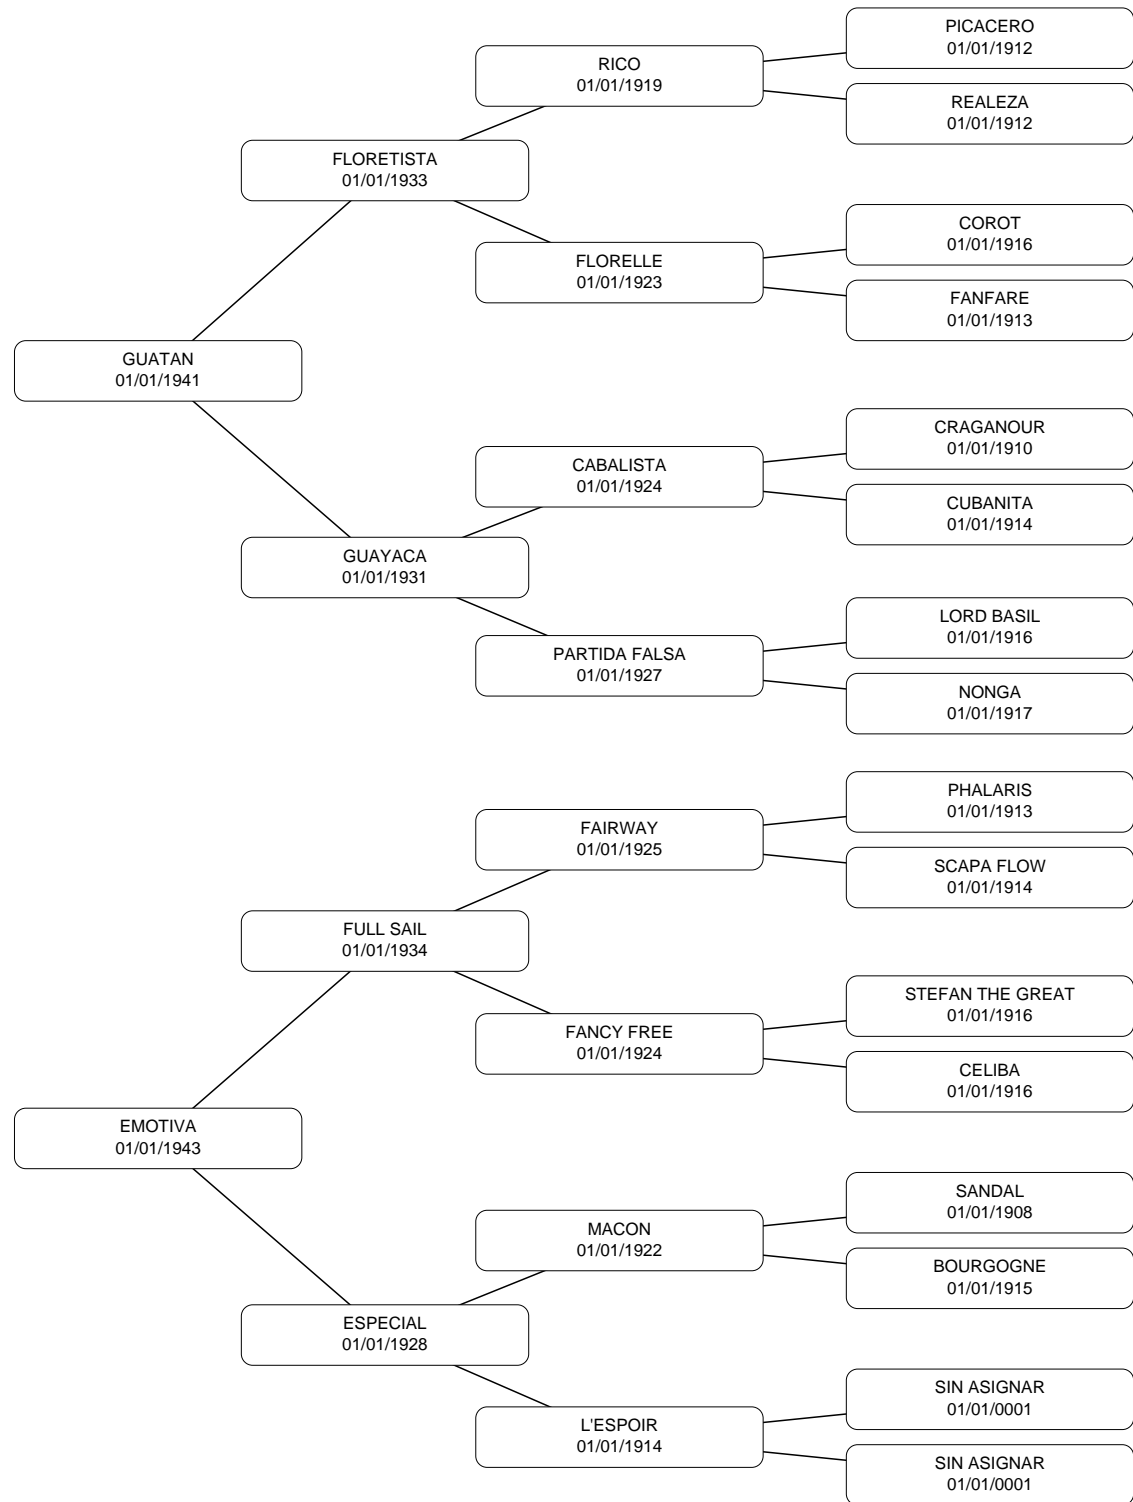 PICACERO
01/01/1912
RICO
01/01/1919
REALEZA
01/01/1912
FLORETISTA
01/01/1933
COROT
01/01/1916
FLORELLE
01/01/1923
FANFARE
01/01/1913
GUATAN
01/01/1941
CRAGANOUR
01/01/1910
CABALISTA
01/01/1924
CUBANITA
01/01/1914
GUAYACA
01/01/1931
LORD BASIL
01/01/1916
PARTIDA FALSA
01/01/1927
NONGA
01/01/1917
PHALARIS
01/01/1913
FAIRWAY
01/01/1925
SCAPA FLOW
01/01/1914
FULL SAIL
01/01/1934
STEFAN THE GREAT
01/01/1916
FANCY FREE
01/01/1924
CELIBA
01/01/1916
EMOTIVA
01/01/1943
SANDAL
01/01/1908
MACON
01/01/1922
BOURGOGNE
01/01/1915
ESPECIAL
01/01/1928
SIN ASIGNAR
01/01/0001
L'ESPOIR
01/01/1914
SIN ASIGNAR
01/01/0001